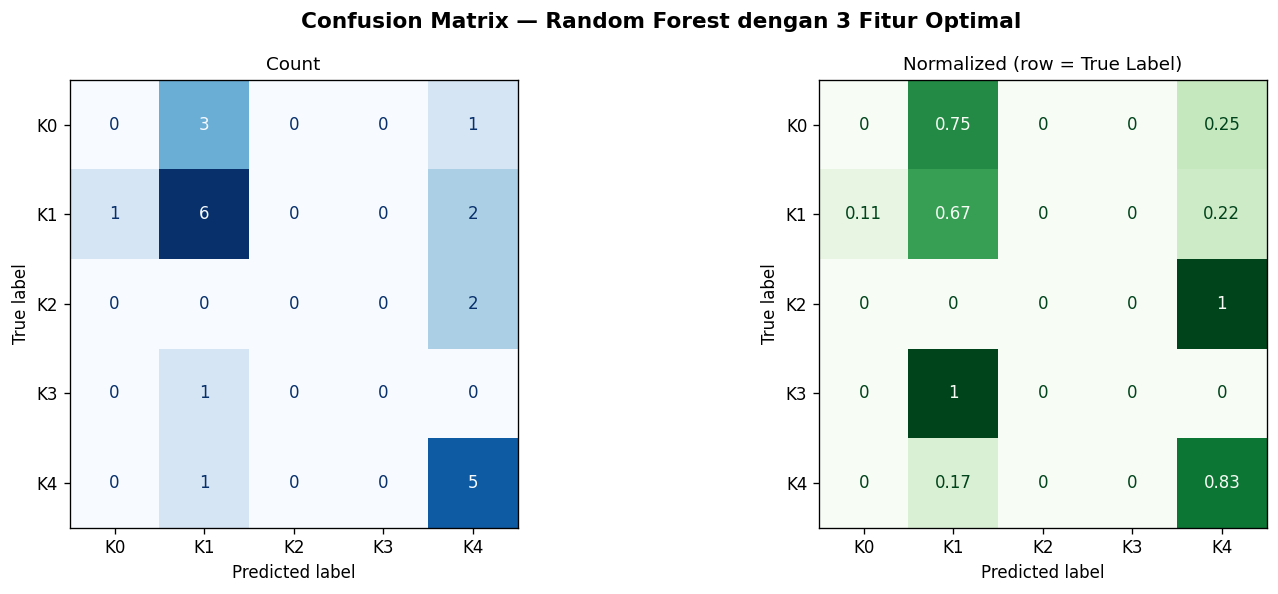 Confusion Matrix — Random Forest dengan 3 Fitur Optimal
Count
True label
K0 0 3 0 0 1
K1 1 6 0 0 2
K2 0 0 0 0 2
K3 0 1 0 0 0
K4 0 1 0 0 5
K0 K1 K2 K3 K4
Predicted label
Normalized (row = True Label)
True label
K0 0 0.75 0 0 0.25
K1 0.11 0.67 0 0 0.22
K2 0 0 0 0 1
K3 0 1 0 0 0
K4 0 0.17 0 0 0.83
K0 K1 K2 K3 K4
Predicted label